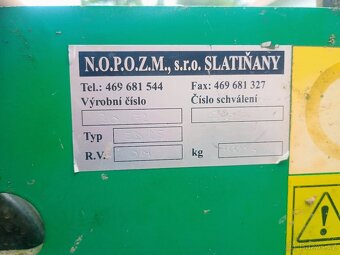 N.O.P.O.Z.M., s.r.o. SLATIŇANY
Tel.: 469 681 544 Fax: 469 681 327
Výrobní číslo Číslo schválení
Typ
R.V. kg